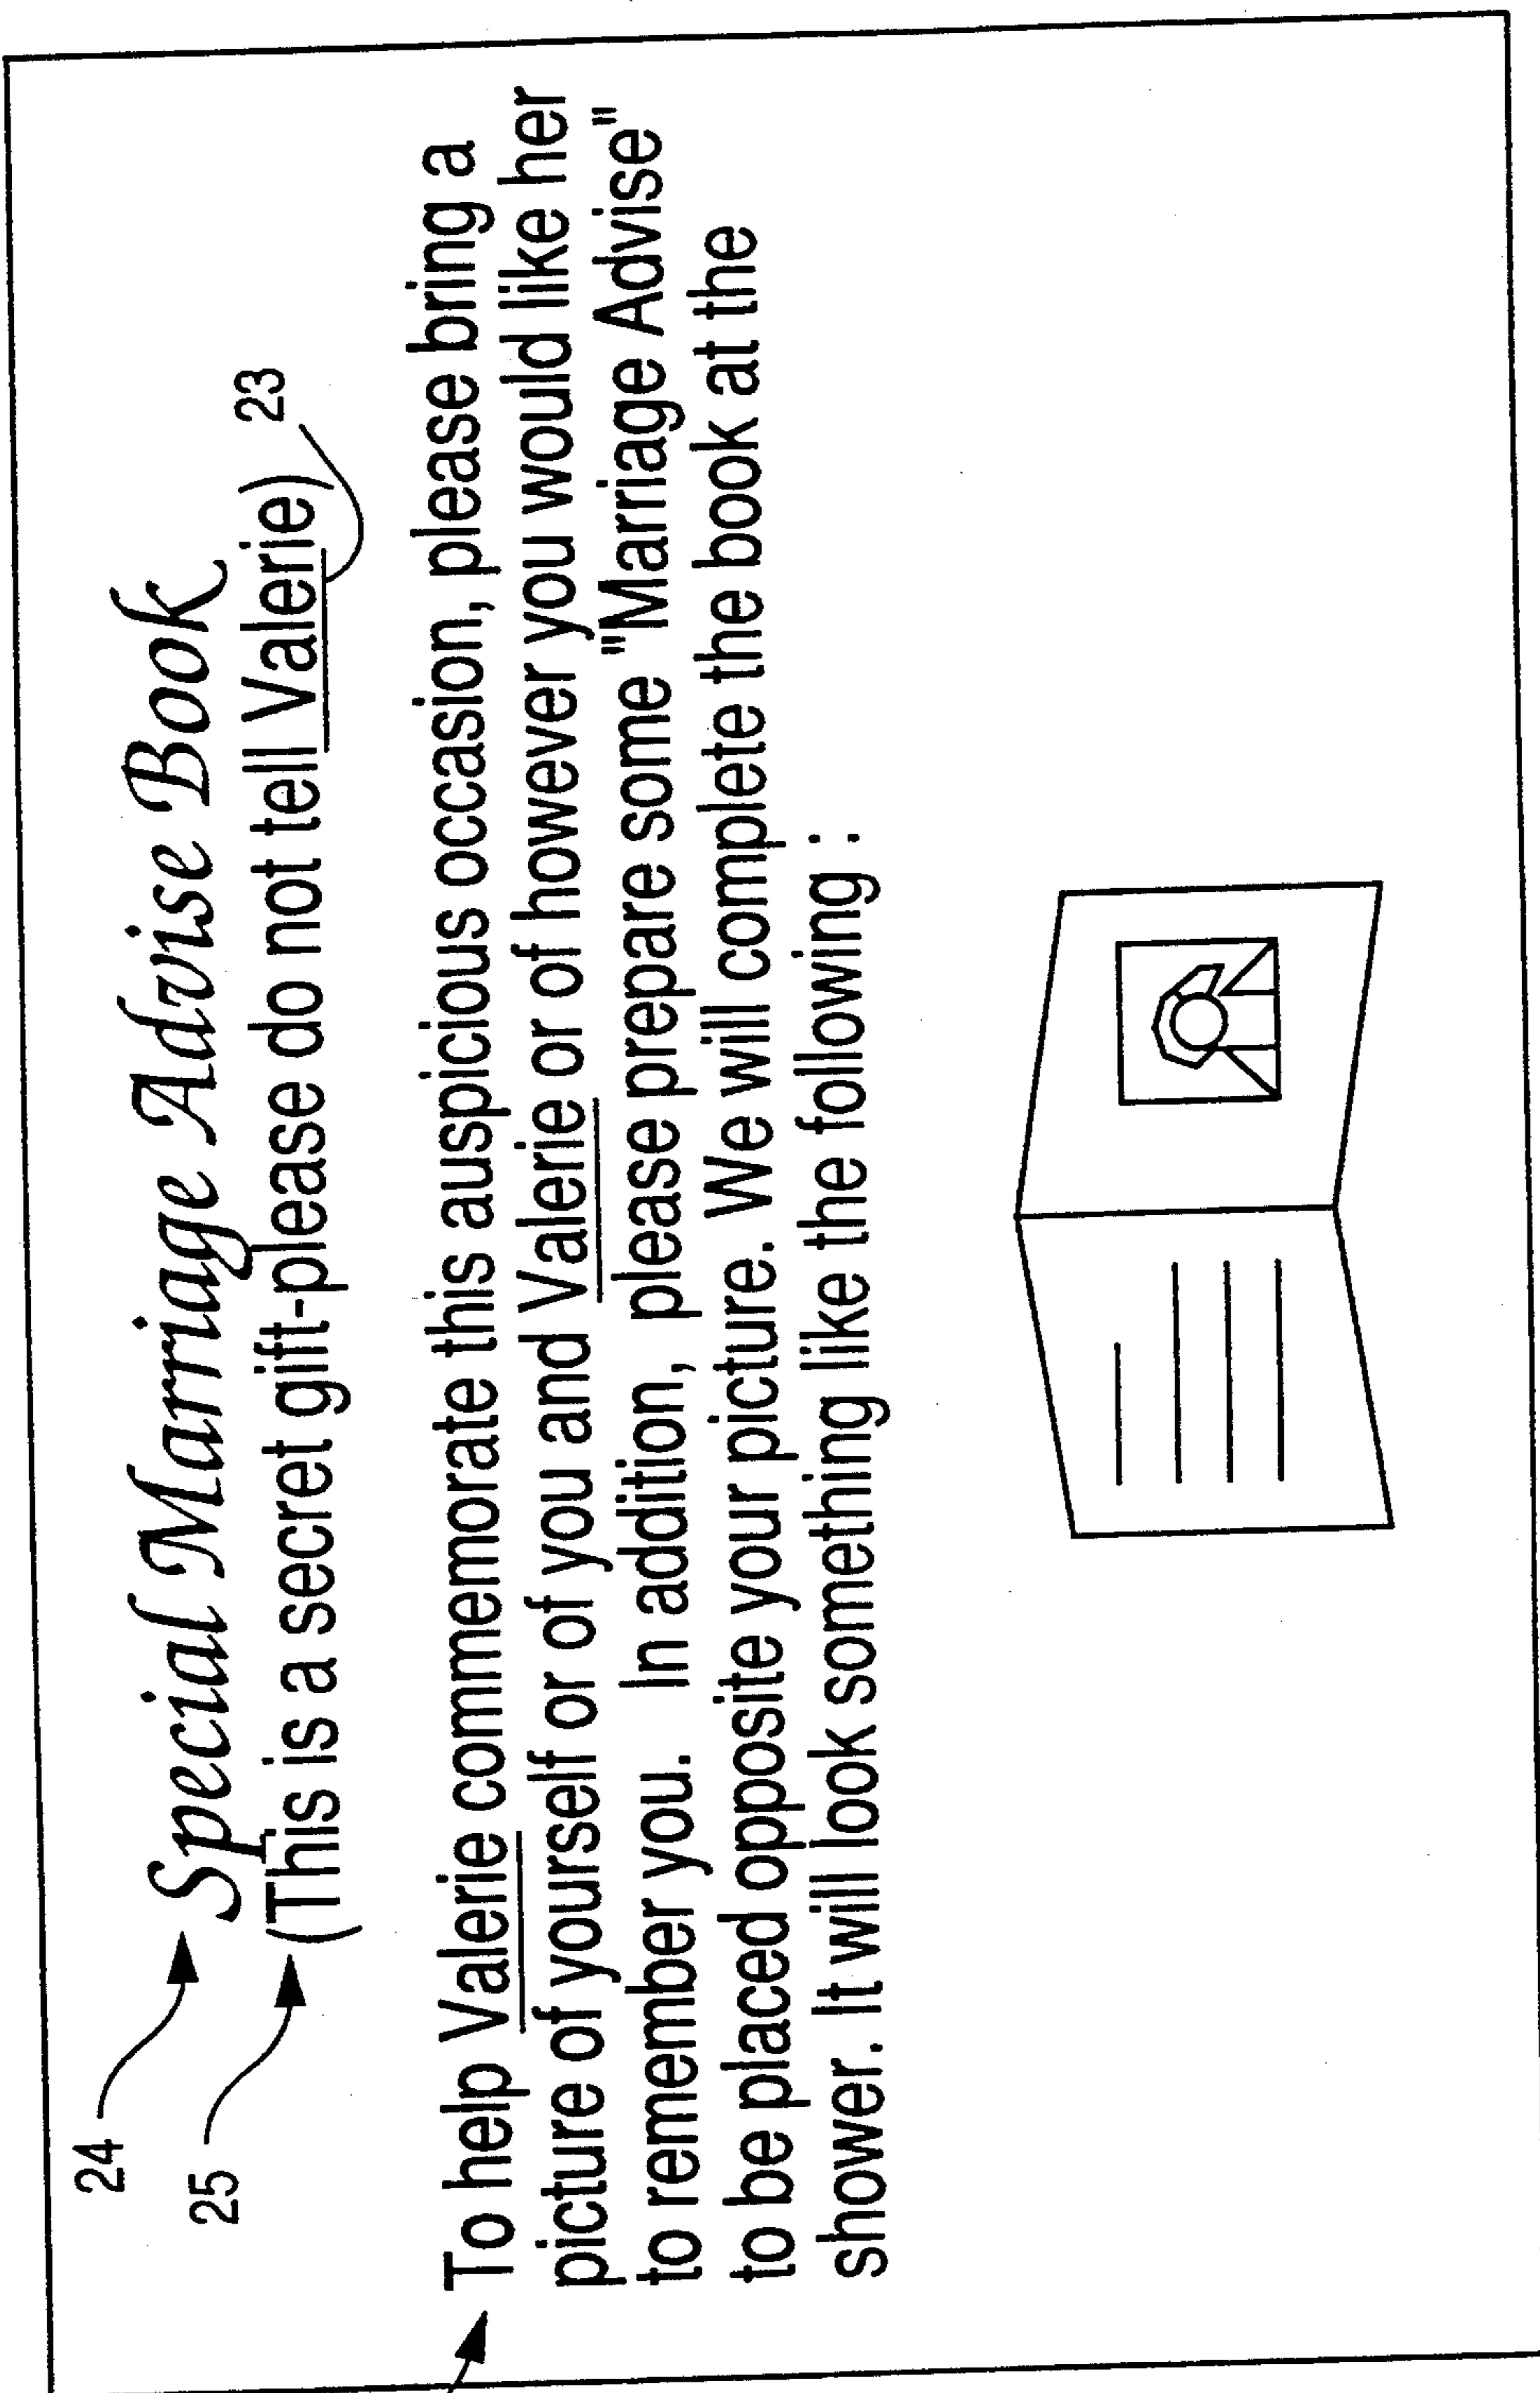 24
Special Marriage Advise Book
25
(This is a secret gift-please do not tell Valerie)
23
To help Valerie commemorate this auspicious occasion, please bring a
picture of yourself or of you and Valerie or of however you would like her
to remember you. In addition, please prepare some "Marriage Advise"
to be placed opposite your picture. We will complete the book at the
shower. It will look something like the following :